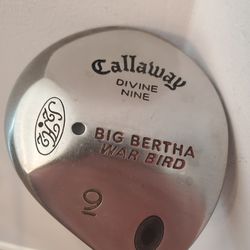 Callaway
DIVINE
NINE
BIG BERTHA
WAR BIRD
9